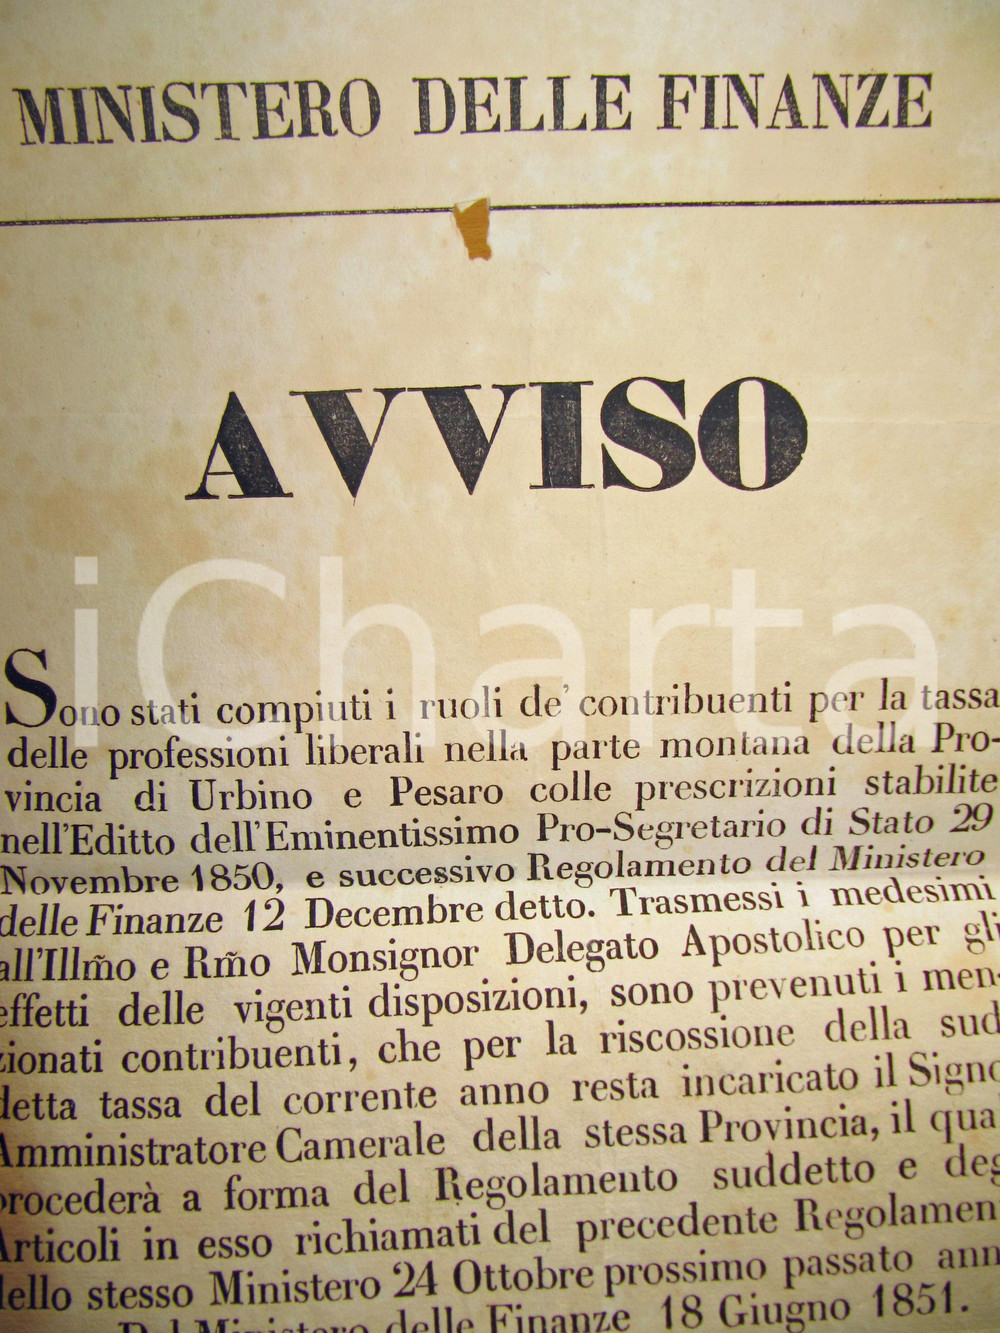 MINISTERO DELLE FINANZE
AVVISO
iCharta
Sono stati compiuti i ruoli de' contribuenti per la tassa
delle professioni liberali nella parte montana della Pro-
vincia di Urbino e Pesaro colle prescrizioni stabilite
nell'Editto dell'Eminentissimo Pro-Segretario di Stato 29
Novembre 1850, e successivo Regolamento del Ministero
delle Finanze 12 Decembre detto. Trasmessi i medesimi
all'Illm̃o e Rm̃o Monsignor Delegato Apostolico per gli
effetti delle vigenti disposizioni, sono prevenuti i men-
zionati contribuenti, che per la riscossione della sud
detta tassa del corrente anno resta incaricato il Signo
Amministratore Camerale della stessa Provincia, il qua
procederà a forma del Regolamento suddetto e deg
Articoli in esso richiamati del precedente Regolamen
dello stesso Ministero 24 Ottobre prossimo passato ann
Dal Ministero delle Finanze 18 Giugno 1851.